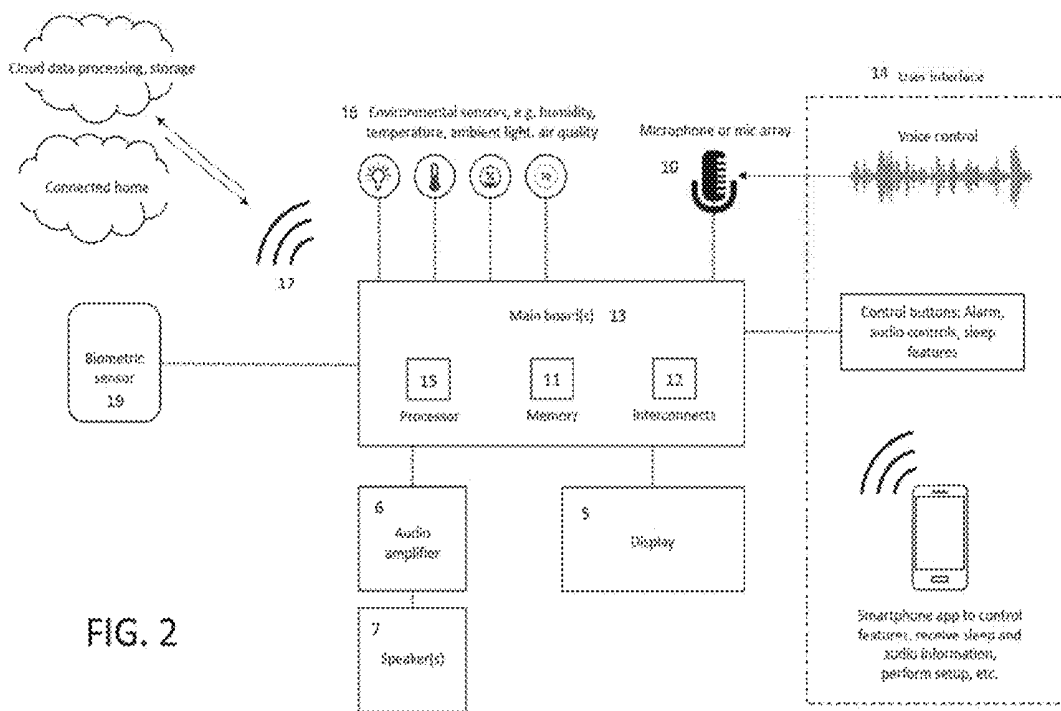 Cloud data processing, storage
Connected home
17
16 Environmental sensors, e.g. humidity,
temperature, ambient light, air quality
Microphone or mic array
10
14 User interface
Voice control
Control buttons: Alarm,
audio controls, sleep
features
Smartphone app to control
features, receive sleep and
audio information,
perform setup, etc.
Biometric
sensor
19
Main board(s) 13
15
Processor
11
Memory
12
Interconnects
6
Audio
amplifier
5
Display
7
Speaker(s)
FIG. 2